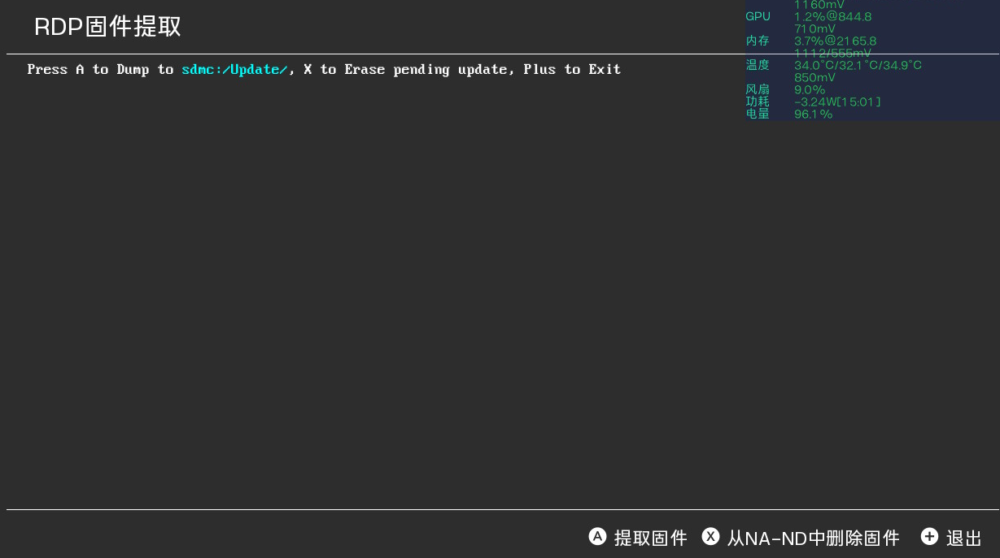 RDP固件提取
1160mV
GPU 1.2%@844.8
710mV
内存 3.7%@2165.8
1112/555mV
温度 34.0°C/32.1°C/34.9°C
850mV
风扇 9.0%
功耗 -3.24W[15:01]
电量 96.1%
Press A to Dump to sdmc:/Update/, X to Erase pending update, Plus to Exit
A 提取固件 X 从NA-ND中删除固件 + 退出